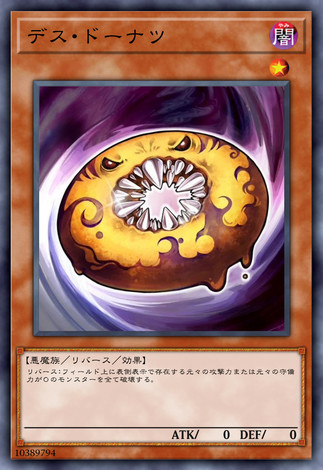 デス・ドーナツ
やみ
闇
【悪魔族／リバース／効果】
リバース：フィールド上に表側表示で存在する元々の攻撃力または元々の守備
力が０のモンスターを全て破壊する。
ATK/ 0 DEF/ 0
10389794